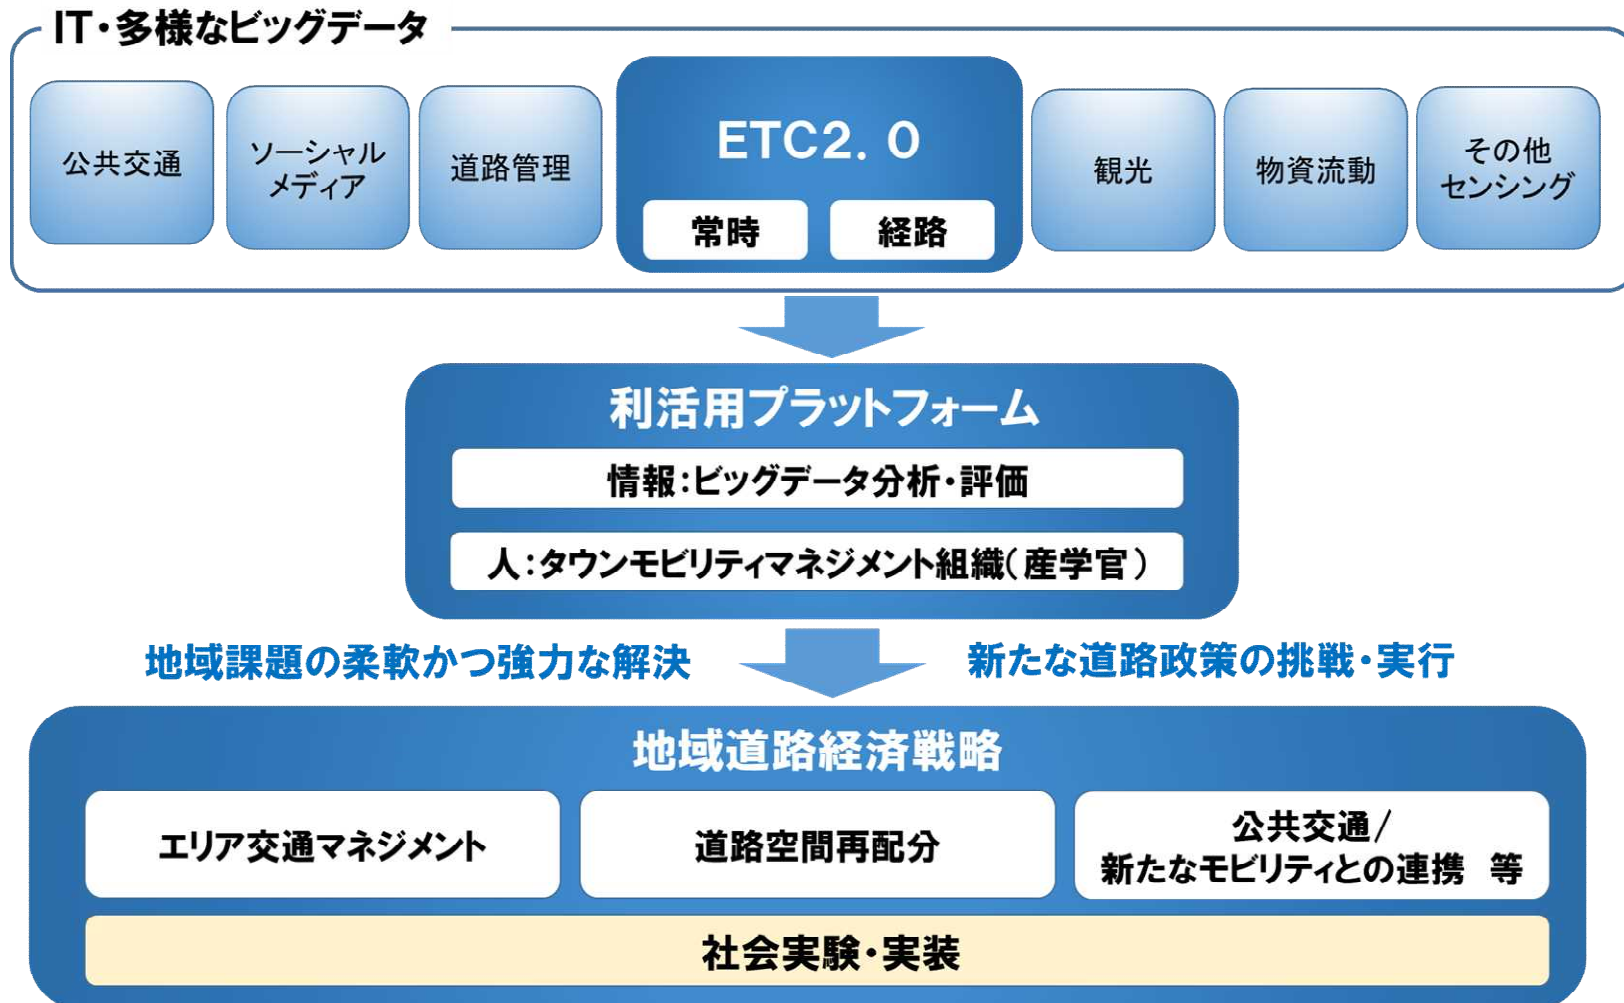 IT・多様なビッグデータ
公共交通
ソーシャル
メディア
道路管理
ETC2.0
常時
経路
観光
物資流動
その他
センシング
利活用プラットフォーム
情報:ビッグデータ分析・評価
人:タウンモビリティマネジメント組織(産学官)
地域課題の柔軟かつ強力な解決
新たな道路政策の挑戦・実行
地域道路経済戦略
エリア交通マネジメント
道路空間再配分
公共交通/
新たなモビリティとの連携 等
社会実験・実装